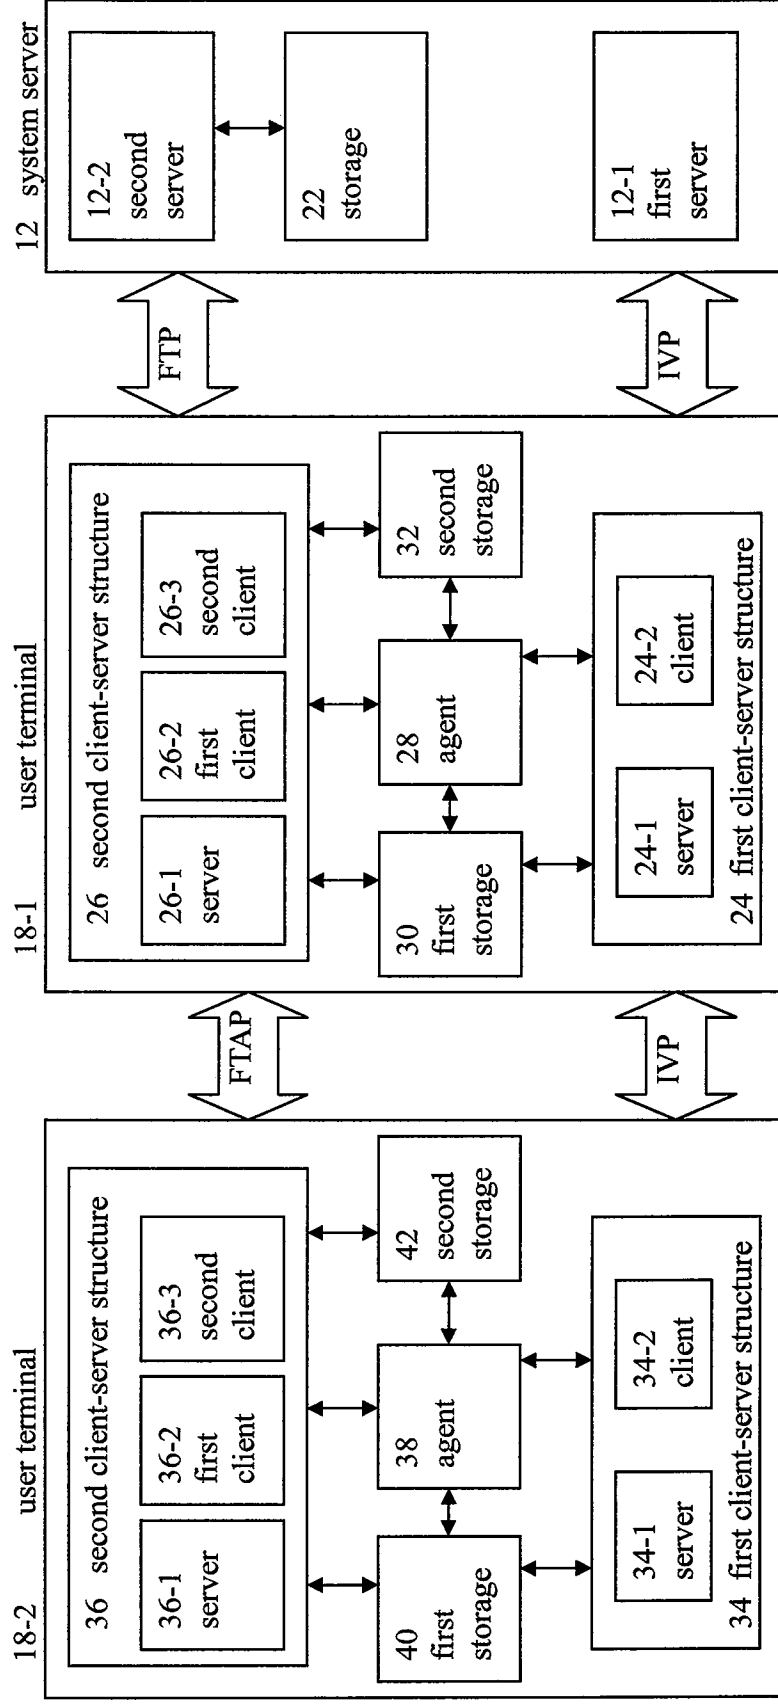 18-2 user terminal
36 second client-server structure
36-1
server
36-2
first
client
36-3
second
client
40
first
storage
38
agent
42
second
storage
34-1
server
34-2
client
34 first client-server structure
FTAP
IVP
18-1 user terminal
26 second client-server structure
26-1
server
26-2
first
client
26-3
second
client
30
first
storage
28
agent
32
second
storage
24-1
server
24-2
client
24 first client-server structure
FTP
IVP
12 system server
12-2
second
server
22
storage
12-1
first
server